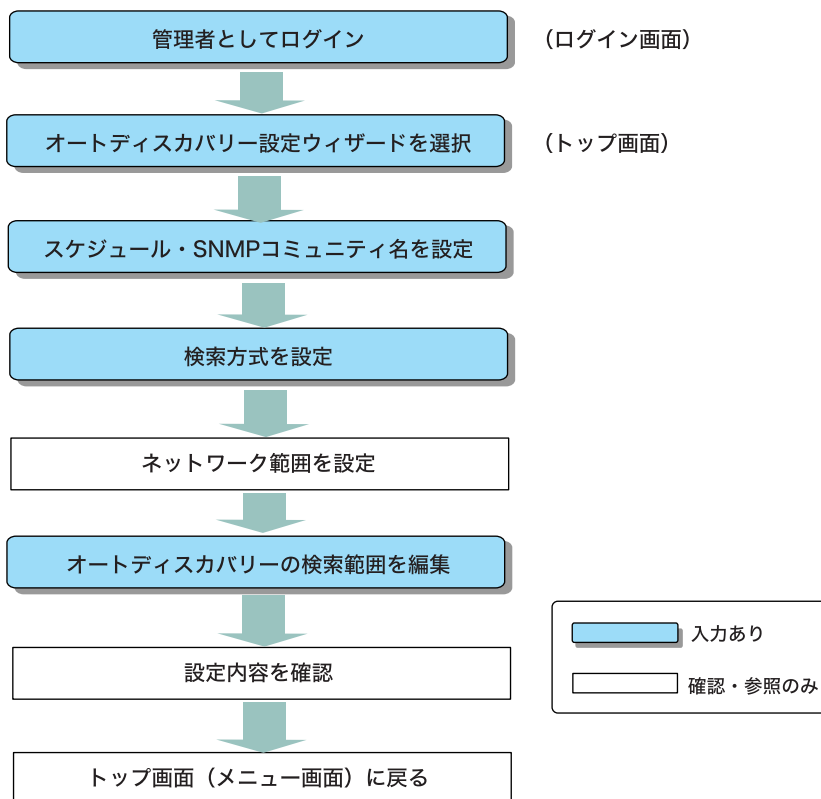 管理者としてログイン
（ログイン画面）
オートディスカバリー設定ウィザードを選択
（トップ画面）
スケジュール・SNMPコミュニティ名を設定
検索方式を設定
ネットワーク範囲を設定
オートディスカバリーの検索範囲を編集
設定内容を確認
トップ画面（メニュー画面）に戻る
入力あり
確認・参照のみ